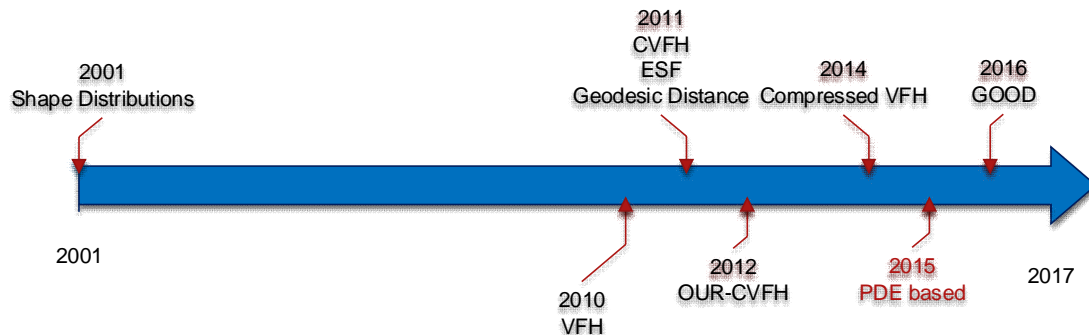 2001
Shape Distributions
2011
CVFH
ESF
Geodesic Distance
2014
Compressed VFH
2016
GOOD
2001
2010
VFH
2012
OUR-CVFH
2015
PDE based
2017